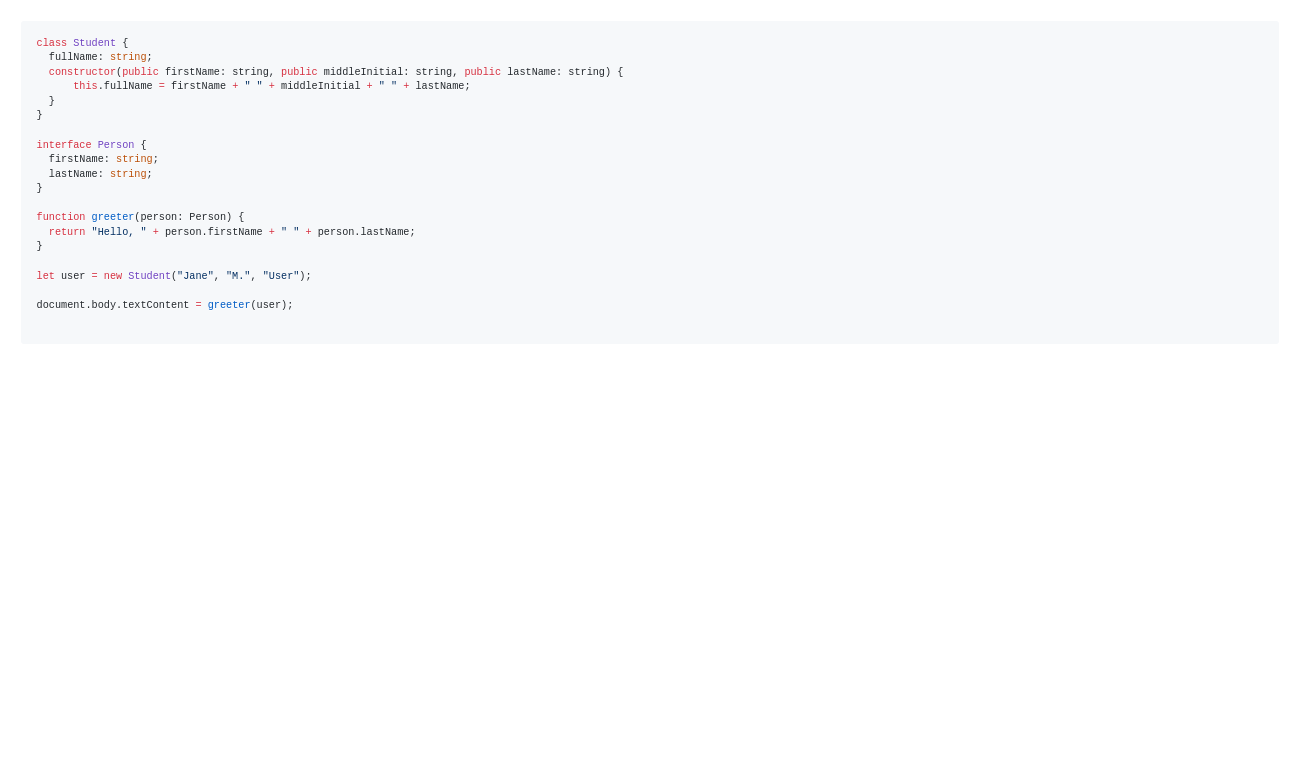 class Student {
  fullName: string;
  constructor(public firstName: string, public middleInitial: string, public lastName: string) {
      this.fullName = firstName + " " + middleInitial + " " + lastName;
  }
}

interface Person {
  firstName: string;
  lastName: string;
}

function greeter(person: Person) {
  return "Hello, " + person.firstName + " " + person.lastName;
}

let user = new Student("Jane", "M.", "User");

document.body.textContent = greeter(user);